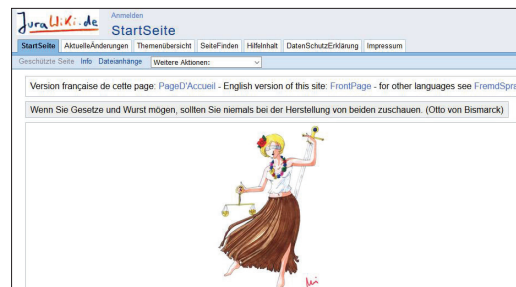 JuraWiki.de
Anmelden
StartSeite
StartSeite AktuelleÄnderungen Themenübersicht SeiteFinden HilfeInhalt DatenSchutzErklärung Impressum
Geschützte Seite Info Dateianhänge Weitere Aktionen:
Version française de cette page: PageD'Accueil - English version of this site: FrontPage - for other languages see FremdSpra
Wenn Sie Gesetze und Wurst mögen, sollten Sie niemals bei der Herstellung von beiden zuschauen. (Otto von Bismarck)